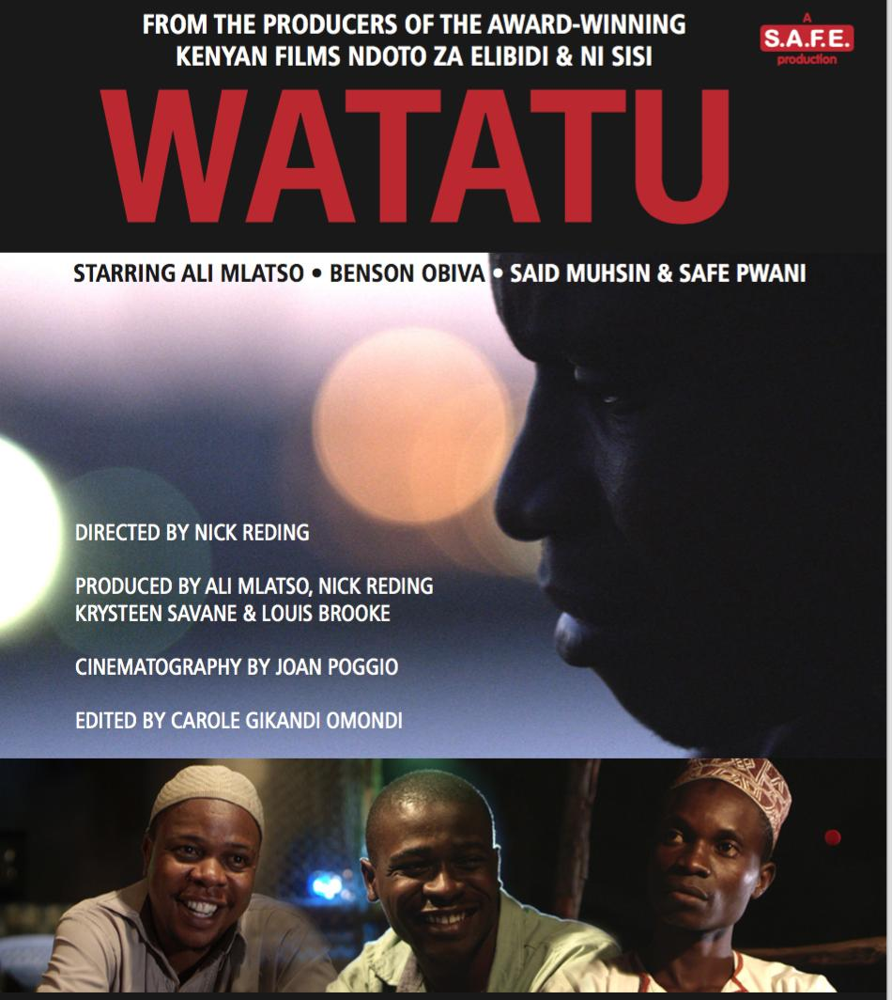 FROM THE PRODUCERS OF THE AWARD-WINNING
KENYAN FILMS NDOTO ZA ELIBIDI & NI SISI
A
S.A.F.E.
production
WATATU
STARRING ALI MLATSO • BENSON OBIVA • SAID MUHSIN & SAFE PWANI
DIRECTED BY NICK REDING
PRODUCED BY ALI MLATSO, NICK REDING
KRYSTEEN SAVANE & LOUIS BROOKE
CINEMATOGRAPHY BY JOAN POGGIO
EDITED BY CAROLE GIKANDI OMONDI